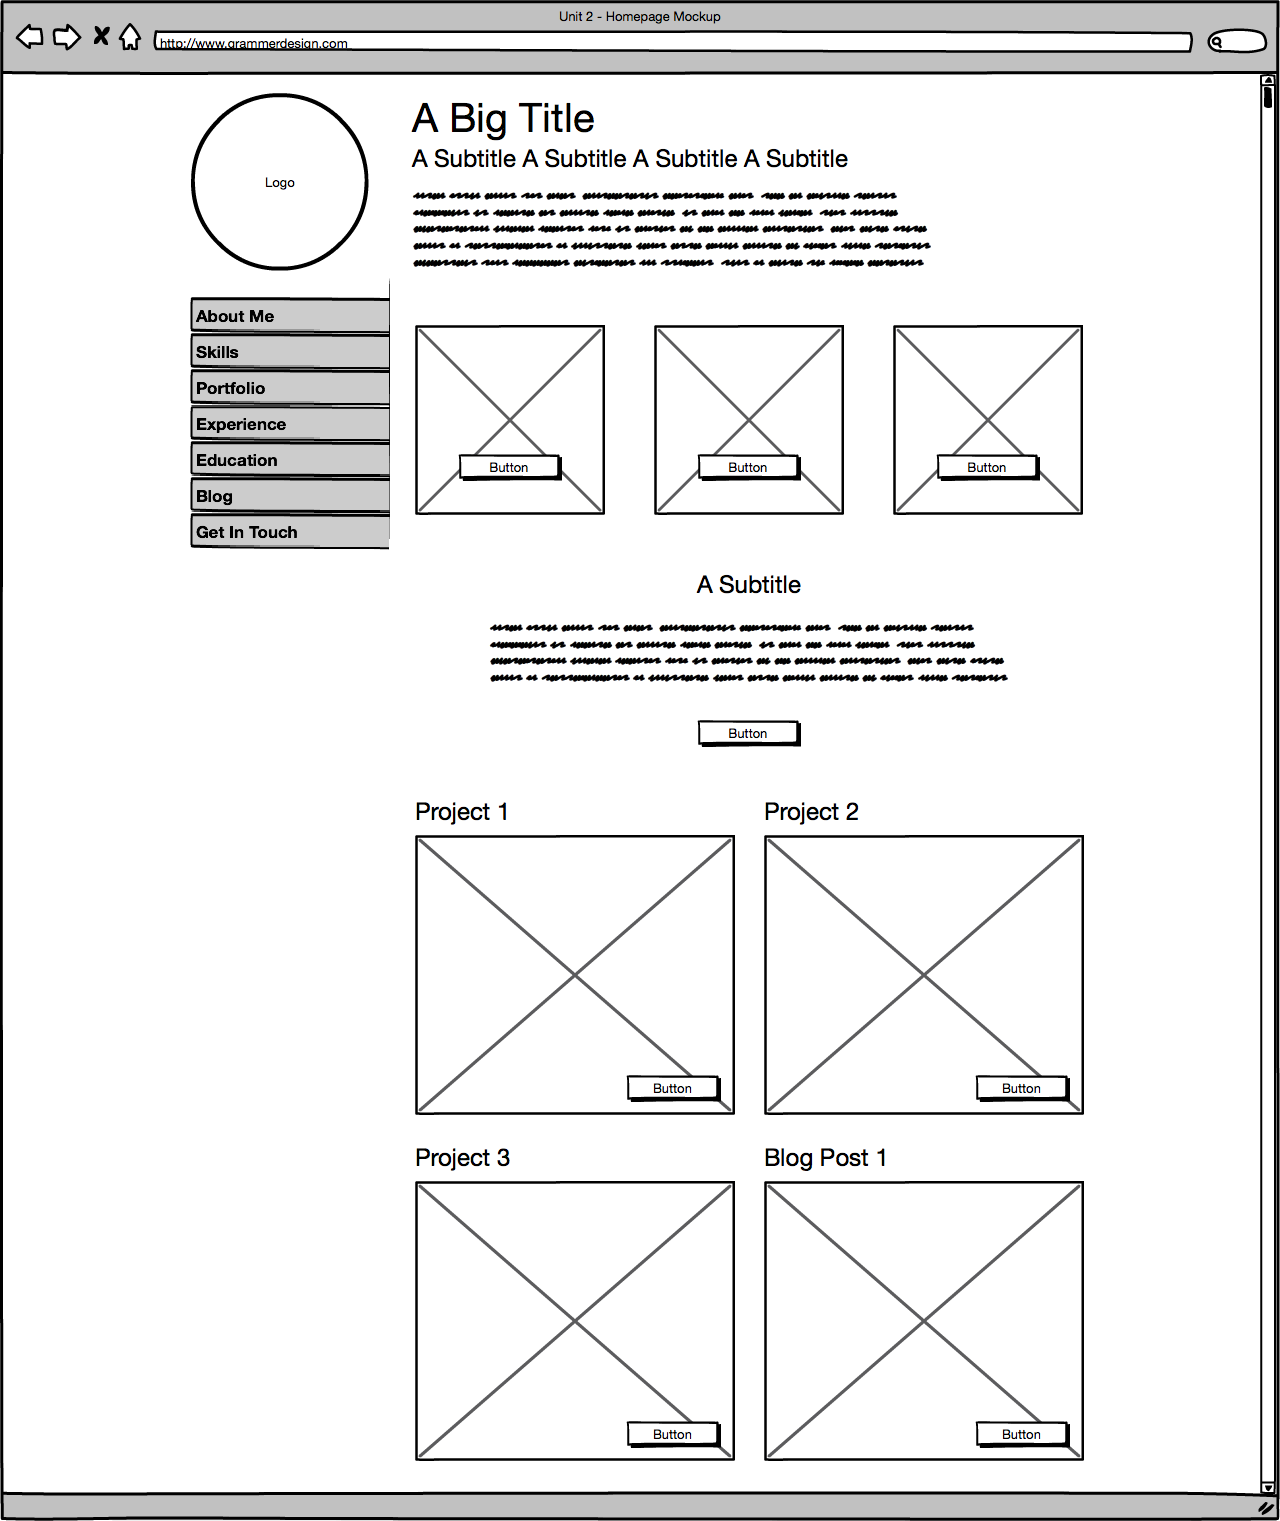 Unit 2 - Homepage Mockup
http://www.grammerdesign.com
Logo
A Big Title
A Subtitle A Subtitle A Subtitle A Subtitle
About Me
Skills
Portfolio
Experience
Education
Blog
Get In Touch
Button
Button
Button
A Subtitle
Button
Project 1
Project 2
Button
Button
Project 3
Blog Post 1
Button
Button